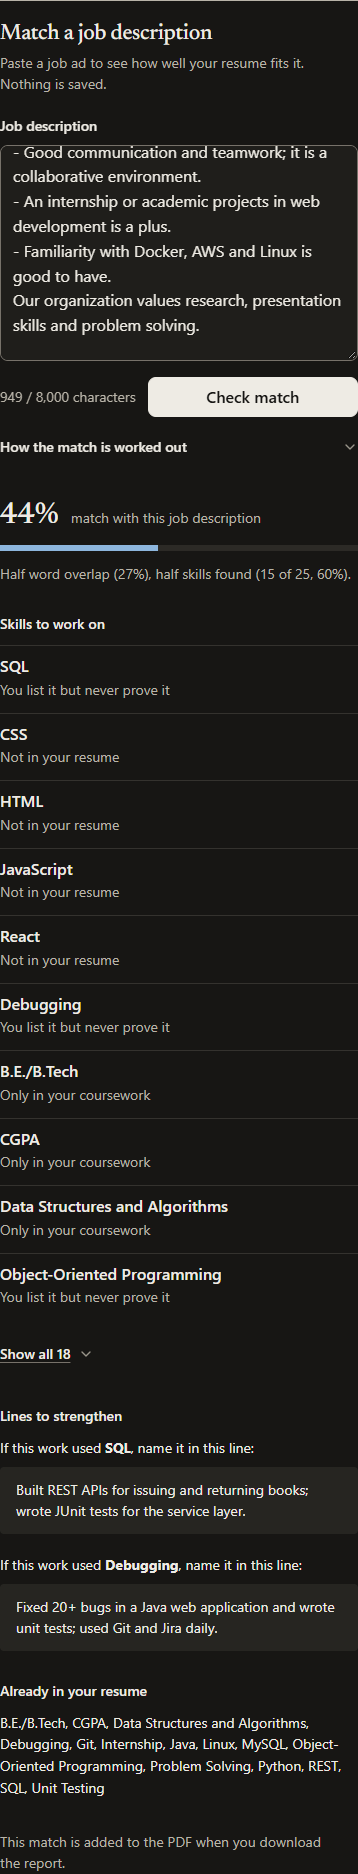 Match a job description
Paste a job ad to see how well your resume fits it.
Nothing is saved.
Job description
- Good communication and teamwork; it is a
collaborative environment.
- An internship or academic projects in web
development is a plus.
- Familiarity with Docker, AWS and Linux is
good to have.
Our organization values research, presentation
skills and problem solving.
949 / 8,000 characters
Check match
How the match is worked out
44% match with this job description
Half word overlap (27%), half skills found (15 of 25, 60%).
Skills to work on
SQL
You list it but never prove it
CSS
Not in your resume
HTML
Not in your resume
JavaScript
Not in your resume
React
Not in your resume
Debugging
You list it but never prove it
B.E./B.Tech
Only in your coursework
CGPA
Only in your coursework
Data Structures and Algorithms
Only in your coursework
Object-Oriented Programming
You list it but never prove it
Show all 18
Lines to strengthen
If this work used SQL, name it in this line:
Built REST APIs for issuing and returning books;
wrote JUnit tests for the service layer.
If this work used Debugging, name it in this line:
Fixed 20+ bugs in a Java web application and wrote
unit tests; used Git and Jira daily.
Already in your resume
B.E./B.Tech, CGPA, Data Structures and Algorithms,
Debugging, Git, Internship, Java, Linux, MySQL, Object-
Oriented Programming, Problem Solving, Python, REST,
SQL, Unit Testing
This match is added to the PDF when you download
the report.